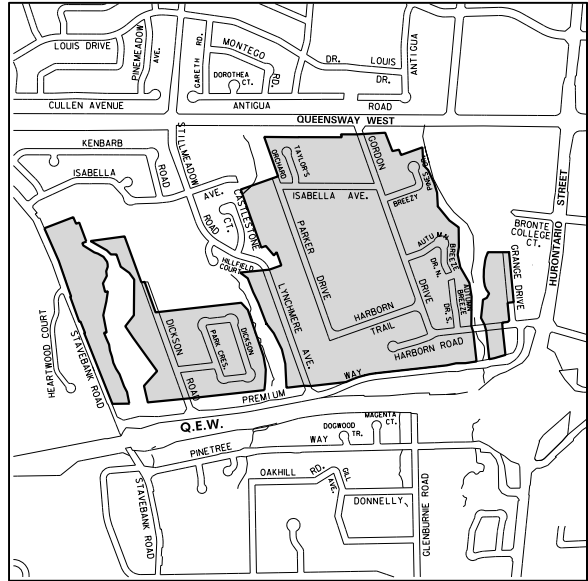 LOUIS DRIVE
PINEMEADOW
AVE.
GARETH RD.
MONTEGO
RD.
DOROTHEA
CT.
DR.
LOUIS
DR.
ANTIGUA
CULLEN AVENUE
ANTIGUA
ROAD
QUEENSWAY WEST
KENBARB
ROAD
ISABELLA
AVE.
STILLMEADOW
ROAD
CASTLESTONE
CT.
HILLFIELD
COURT
ORCHARD
TAYLOR'S
GORDON
DRIVE
ISABELLA AVE.
BREEZY
PINES DR.
PARKER
DRIVE
AUTUMN
BREEZE
DR. N.
AUTUMN
BREEZE
DR. S.
BRONTE
COLLEGE
CT.
GRANGE DRIVE
HURONTARIO STREET
HARBORN
TRAIL
HARBORN ROAD
LYNCHMERE
AVE.
HEARTWOOD COURT
STAVEBANK ROAD
DICKSON
ROAD
PARK CRES.
DICKSON
PREMIUM
WAY
Q.E.W.
PINETREE
WAY
DOGWOOD
TR.
MAGENTA
CT.
STAVEBANK ROAD
OAKHILL
RD.
GILL
AVE.
DONNELLY
GLENBURNIE ROAD